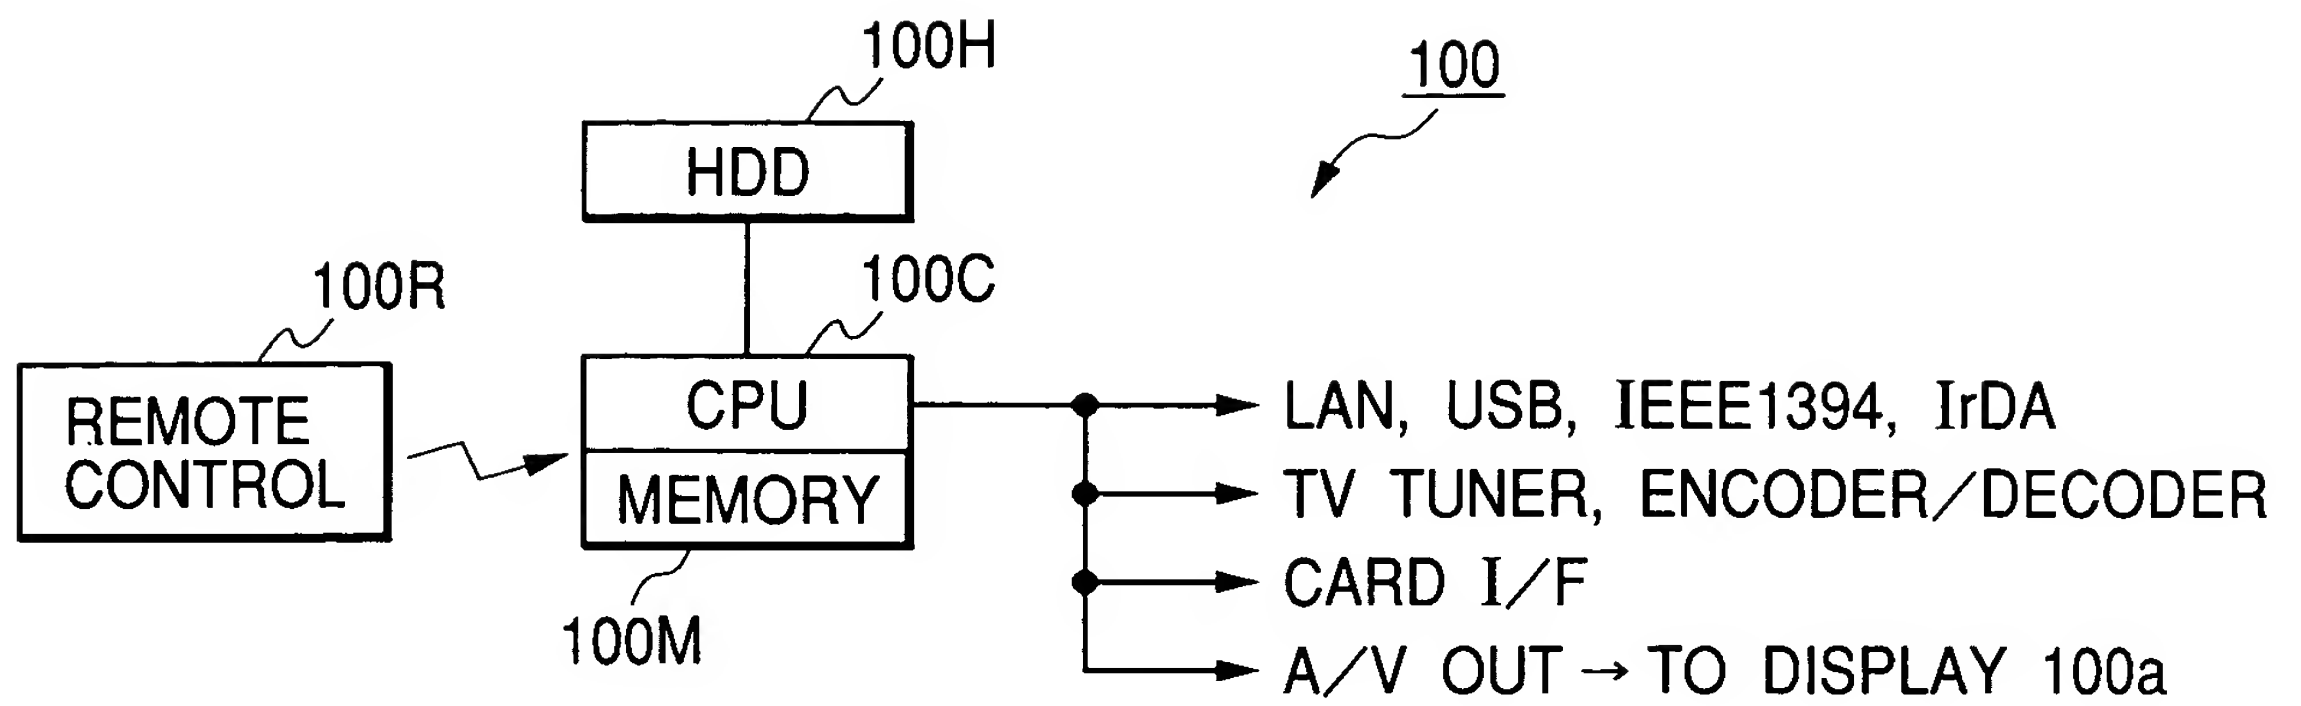 100H
100
HDD
100R
100C
REMOTE
CONTROL
CPU
MEMORY
100M
LAN, USB, IEEE1394, IrDA
TV TUNER, ENCODER/DECODER
CARD I/F
A/V OUT → TO DISPLAY 100a